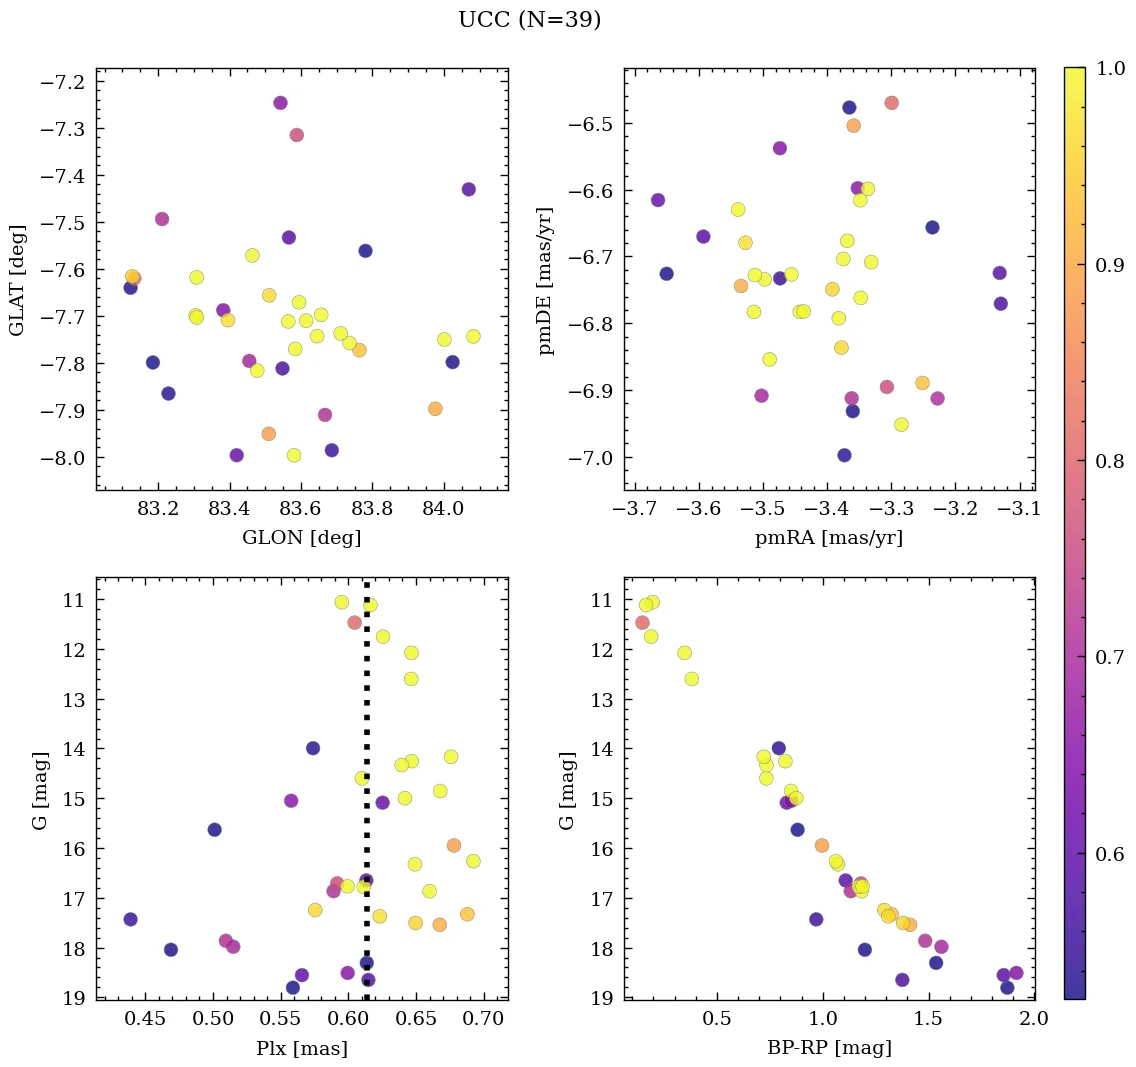 UCC (N=39)
−7.2
−7.3
−7.4
−7.5
−7.6
−7.7
−7.8
−7.9
−8.0
GLAT [deg]
83.2 83.4 83.6 83.8 84.0
GLON [deg]
−6.5
−6.6
−6.7
−6.8
−6.9
−7.0
pmDE [mas/yr]
−3.7 −3.6 −3.5 −3.4 −3.3 −3.2 −3.1
pmRA [mas/yr]
11
12
13
14
15
16
17
18
19
G [mag]
0.45 0.50 0.55 0.60 0.65 0.70
Plx [mas]
11
12
13
14
15
16
17
18
19
G [mag]
0.5 1.0 1.5 2.0
BP-RP [mag]
1.0
0.9
0.8
0.7
0.6